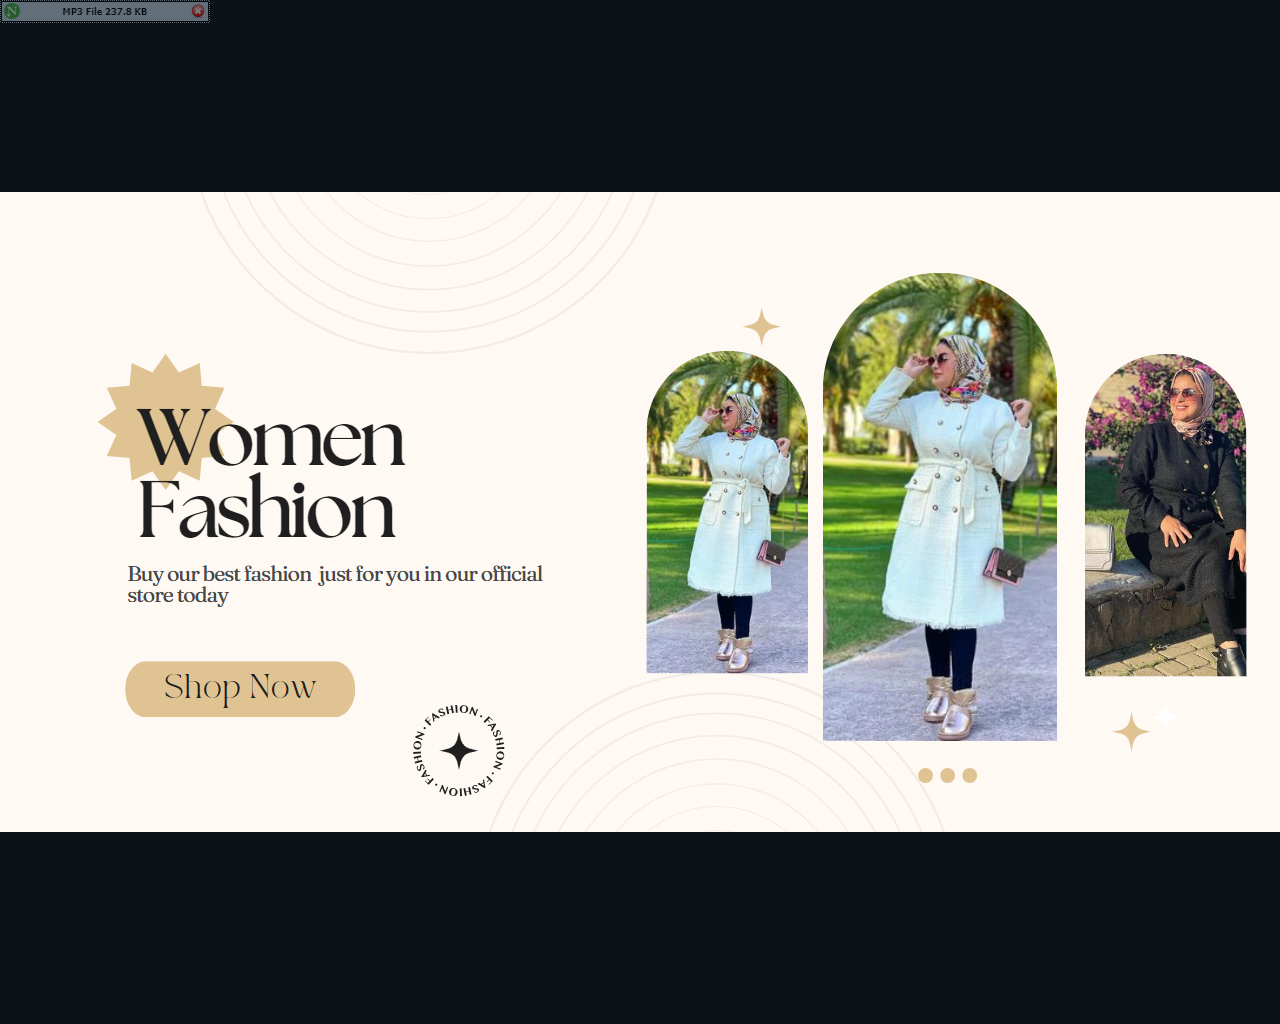 MP3 File 237.8 KB
Women
Fashion
Buy our best fashion just for you in our official
store today
Shop Now
FASHION · FASHION · FASHION · FASHION ·